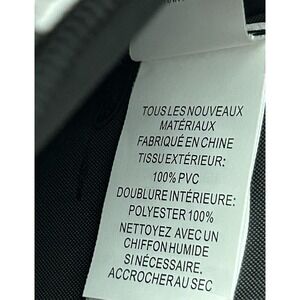 TOUS LES NOUVEAUX
MATÉRIAUX
FABRIQUÉ EN CHINE
TISSU EXTÉRIEUR:
100% PVC
DOUBLURE INTÉRIEURE:
POLYESTER 100%
NETTOYEZ AVEC UN
CHIFFON HUMIDE
SI NÉCESSAIRE,
ACCROCHER AU SEC